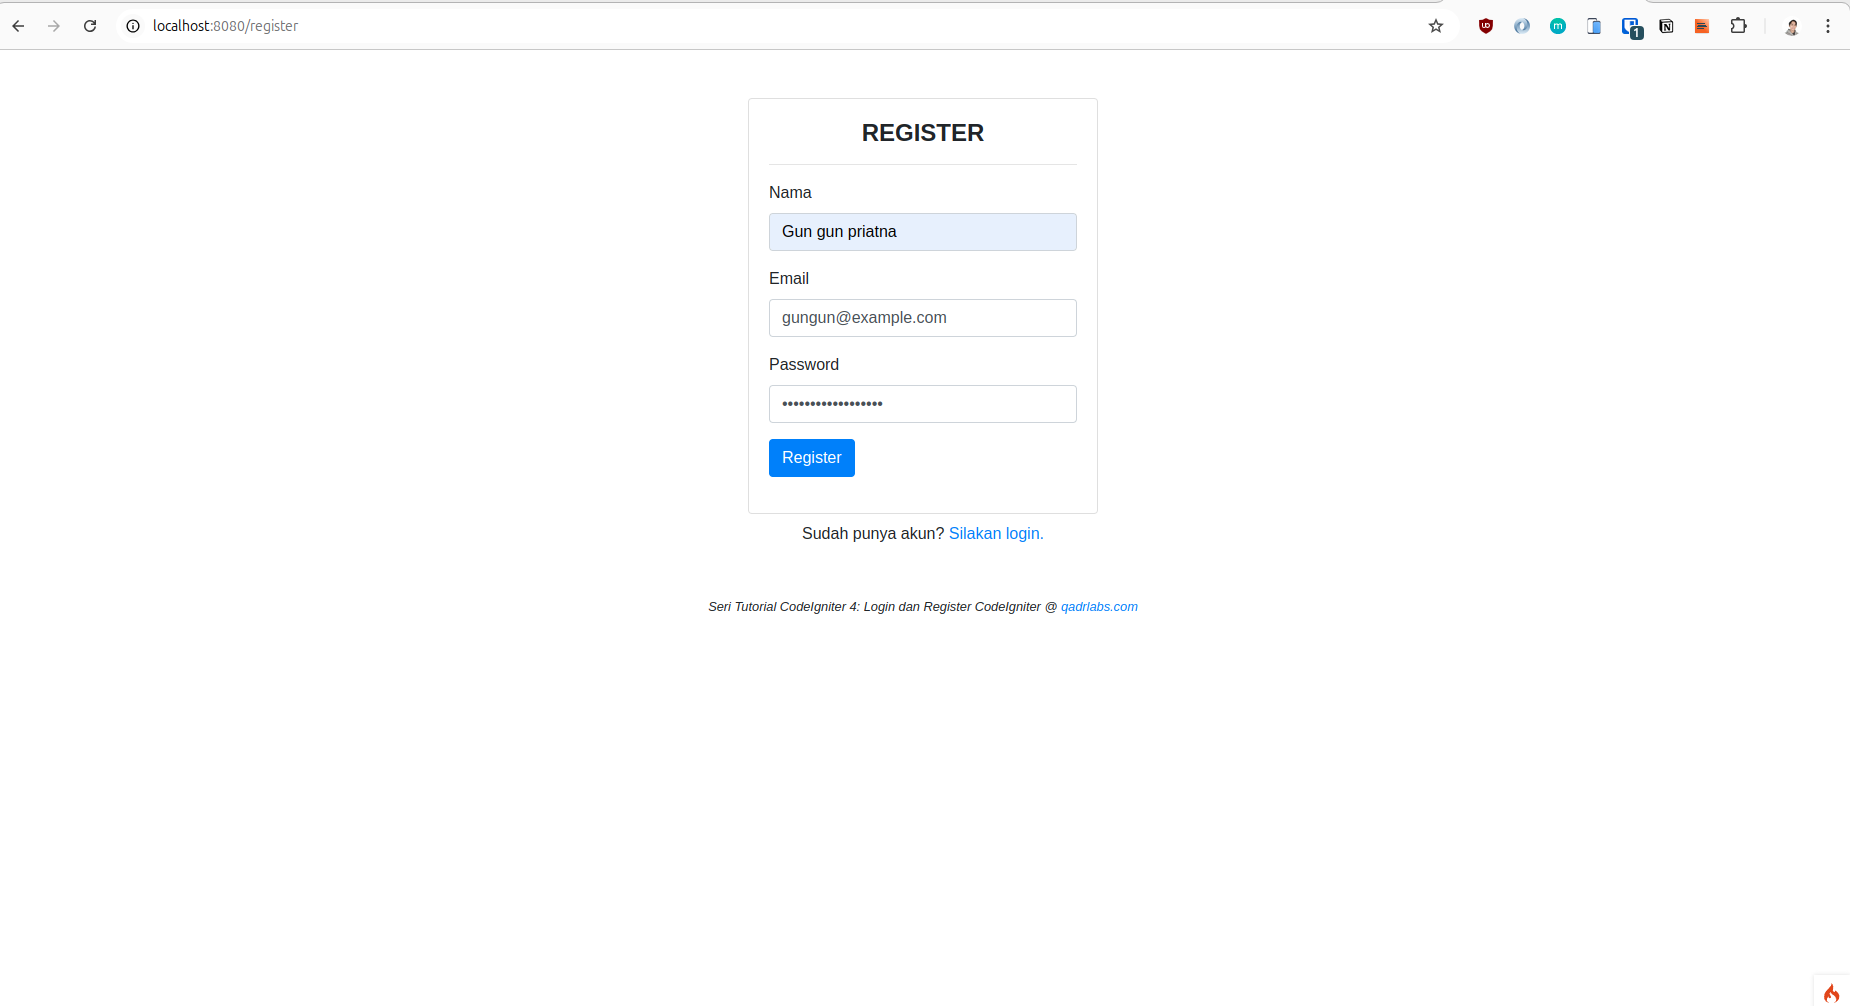 localhost:8080/register
1
REGISTER
Nama
Gun gun priatna
Email
gungun@example.com
Password
••••••••••••••••••
Register
Sudah punya akun? Silakan login.
Seri Tutorial CodeIgniter 4: Login dan Register CodeIgniter @ qadrlabs.com